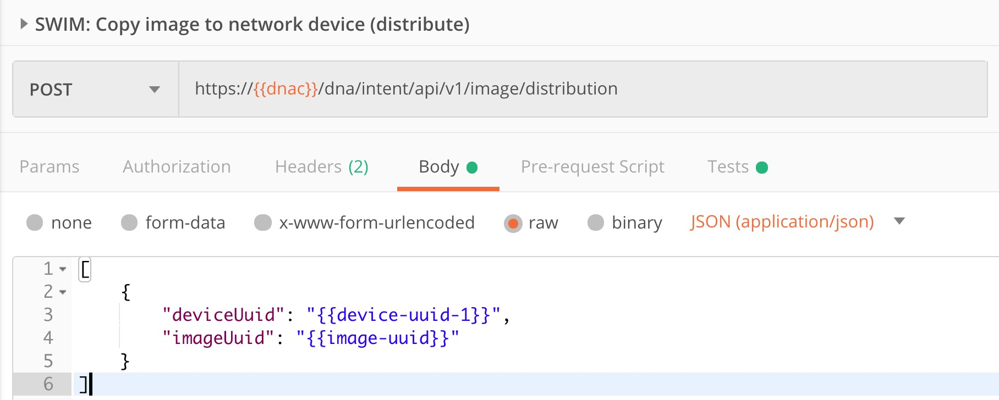 SWIM: Copy image to network device (distribute)
POST https://{{dnac}}/dna/intent/api/v1/image/distribution
Params Authorization Headers (2) Body Pre-request Script Tests
none form-data x-www-form-urlencoded raw binary JSON (application/json)
1 [
2 {
3 "deviceUuid": "{{device-uuid-1}}",
4 "imageUuid": "{{image-uuid}}"
5 }
6 ]